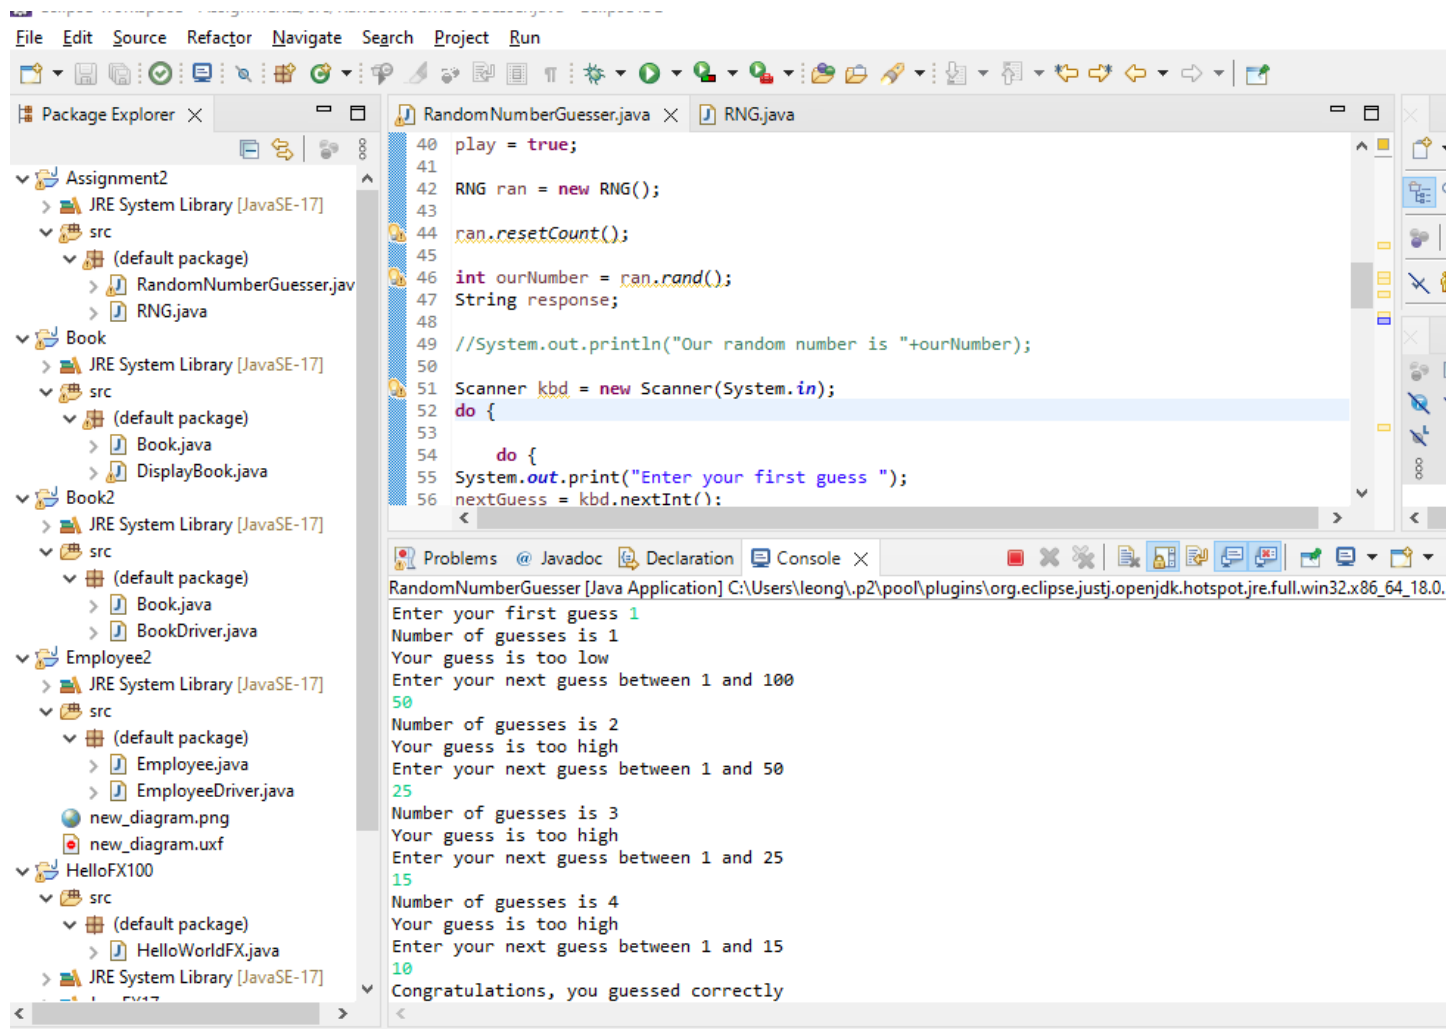 File Edit Source Refactor Navigate Search Project Run
Package Explorer
Assignment2
JRE System Library [JavaSE-17]
src
(default package)
RandomNumberGuesser.jav
RNG.java
Book
JRE System Library [JavaSE-17]
src
(default package)
Book.java
DisplayBook.java
Book2
JRE System Library [JavaSE-17]
src
(default package)
Book.java
BookDriver.java
Employee2
JRE System Library [JavaSE-17]
src
(default package)
Employee.java
EmployeeDriver.java
new_diagram.png
new_diagram.uxf
HelloFX100
src
(default package)
HelloWorldFX.java
JRE System Library [JavaSE-17]
RandomNumberGuesser.java RNG.java
40 play = true;
41
42 RNG ran = new RNG();
43
44 ran.resetCount();
45
46 int ourNumber = ran.rand();
47 String response;
48
49 //System.out.println("Our random number is "+ourNumber);
50
51 Scanner kbd = new Scanner(System.in);
52 do {
53
54 do {
55 System.out.print("Enter your first guess ");
56 nextGuess = kbd.nextInt();
Problems @ Javadoc Declaration Console
RandomNumberGuesser [Java Application] C:\Users\leong\.p2\pool\plugins\org.eclipse.justj.openjdk.hotspot.jre.full.win32.x86_64_18.0.
Enter your first guess 1
Number of guesses is 1
Your guess is too low
Enter your next guess between 1 and 100
50
Number of guesses is 2
Your guess is too high
Enter your next guess between 1 and 50
25
Number of guesses is 3
Your guess is too high
Enter your next guess between 1 and 25
15
Number of guesses is 4
Your guess is too high
Enter your next guess between 1 and 15
10
Congratulations, you guessed correctly